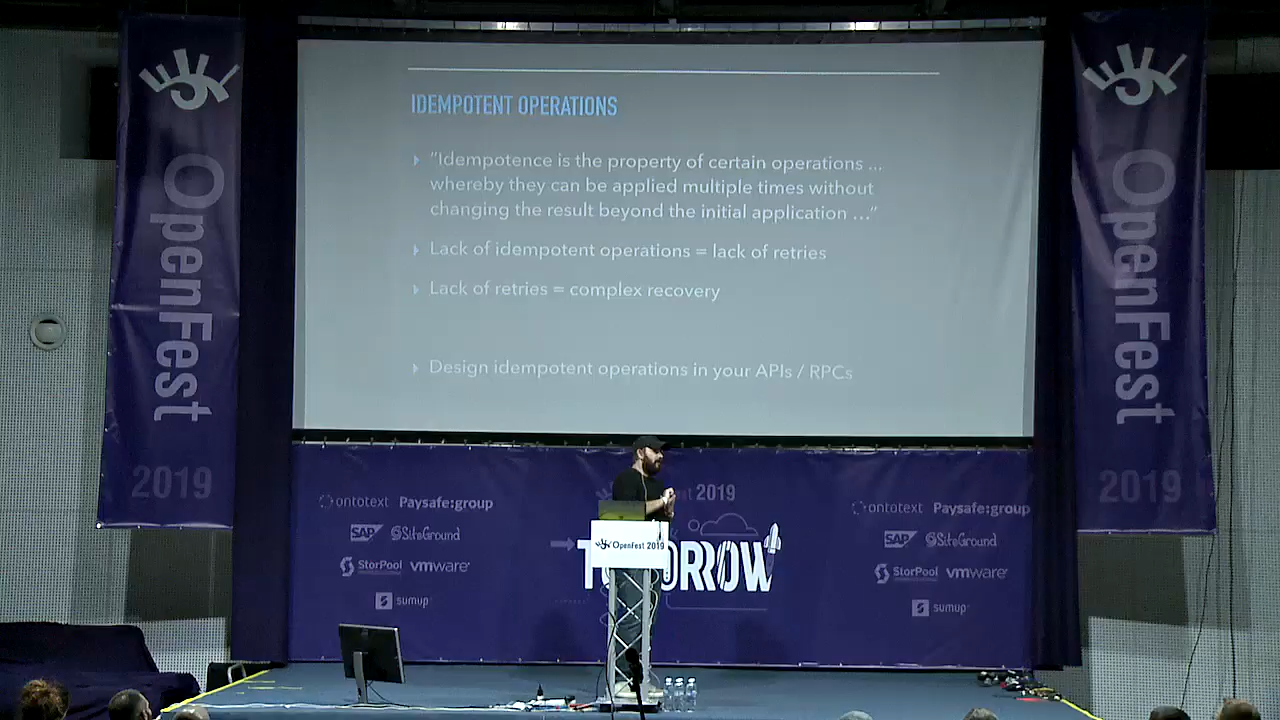 IDEMPOTENT OPERATIONS
"Idempotence is the property of certain operations ...
whereby they can be applied multiple times without
changing the result beyond the initial application ..."
Lack of idempotent operations = lack of retries
Lack of retries = complex recovery
Design idempotent operations in your APIs / RPCs
OpenFest
2019
OpenFest
2019
ontotext Paysafe:group
SAP SiteGround
StorPool vmware
sumup
2019
TOMORROW
OpenFest 2019
ontotext Paysafe:group
SAP SiteGround
StorPool vmware
sumup